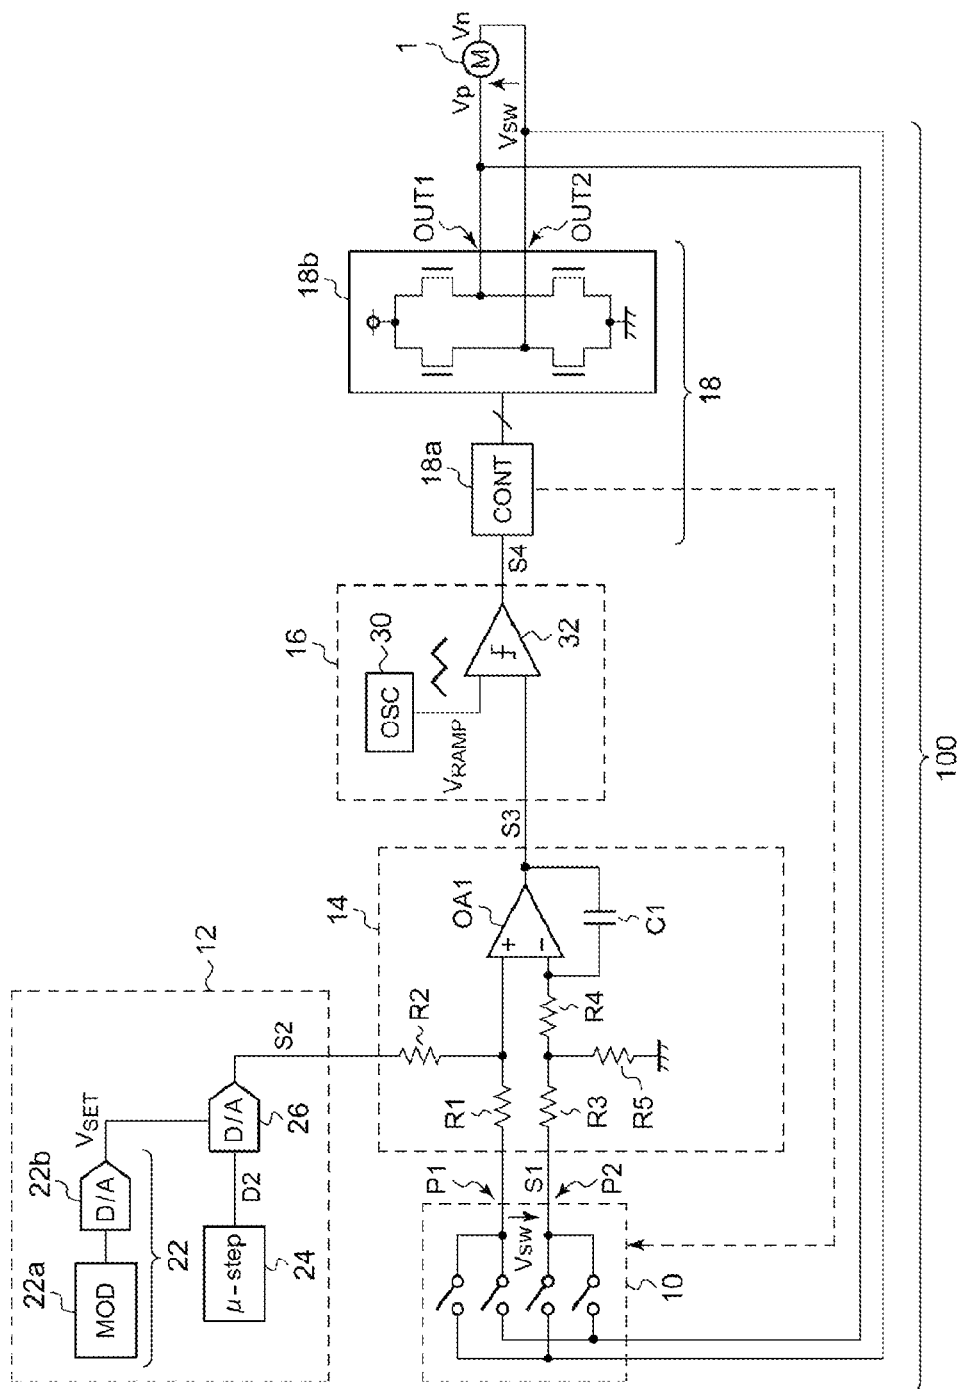 12
22a
MOD
22b
D/A
22
V_SET
μ-step
24
D2
D/A
26
S2
14
R2
R1
R3
R4
R5
OA1
+
−
C1
P1
S1
P2
Vsw
10
16
OSC
30
V_RAMP
32
S3
S4
18a
CONT
18
18b
OUT1
OUT2
Vp
Vn
Vsw
1
M
100